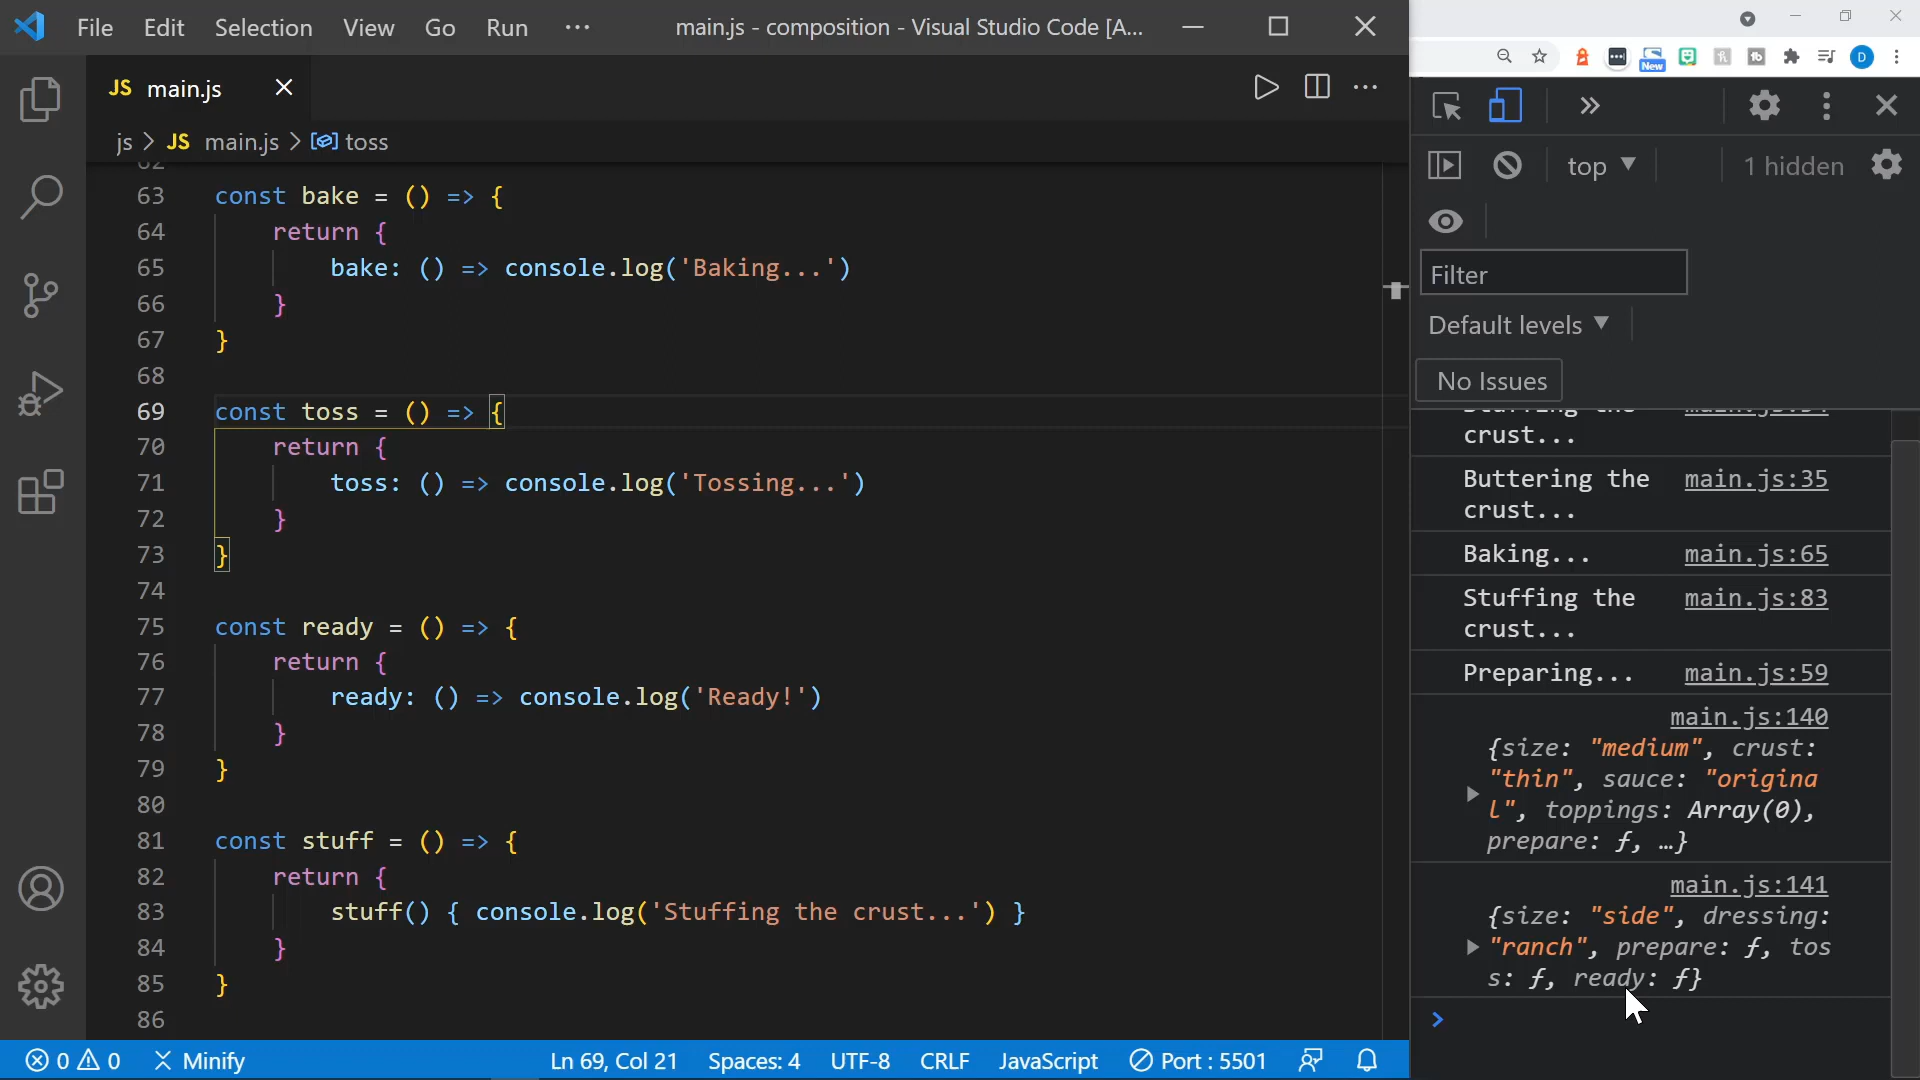 File Edit Selection View Go Run ··· main.js - composition - Visual Studio Code [A...
JS main.js
js > JS main.js > toss
62
63 const bake = () => {
64 return {
65 bake: () => console.log('Baking...')
66 }
67 }
68
69 const toss = () => {
70 return {
71 toss: () => console.log('Tossing...')
72 }
73 }
74
75 const ready = () => {
76 return {
77 ready: () => console.log('Ready!')
78 }
79 }
80
81 const stuff = () => {
82 return {
83 stuff() { console.log('Stuffing the crust...') }
84 }
85 }
86
0 0 Minify Ln 69, Col 21 Spaces: 4 UTF-8 CRLF JavaScript Port : 5501
New D
top 1 hidden
Filter
Default levels
No Issues
Stuffing the
crust...
Buttering the main.js:35
crust...
Baking... main.js:65
Stuffing the main.js:83
crust...
Preparing... main.js:59
main.js:140
{size: "medium", crust:
"thin", sauce: "origina
l", toppings: Array(0),
prepare: ƒ, …}
main.js:141
{size: "side", dressing:
"ranch", prepare: ƒ, tos
s: ƒ, ready: ƒ}
>